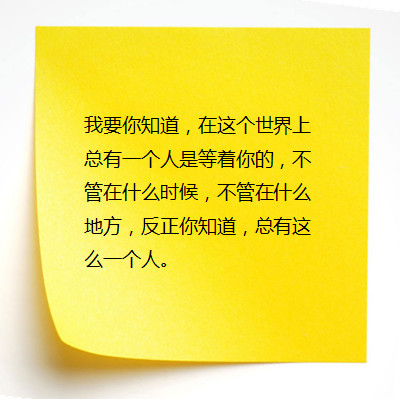 我要你知道，在这个世界上
总有一个人是等着你的，不
管在什么时候，不管在什么
地方，反正你知道，总有这
么一个人。